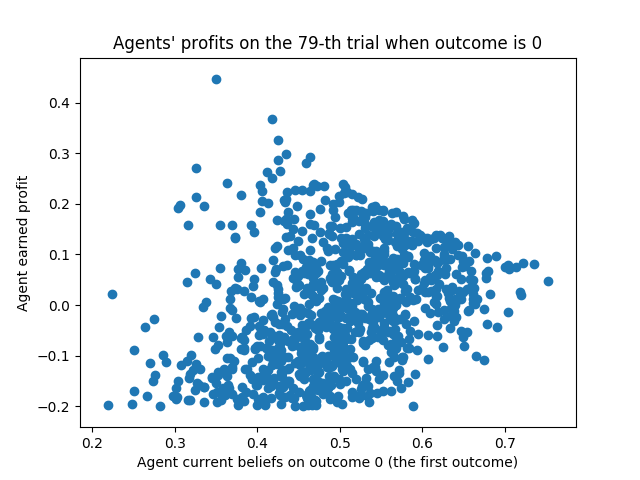 Agents' profits on the 79-th trial when outcome is 0
Agent earned profit
0.4
0.3
0.2
0.1
0.0
−0.1
−0.2
0.2 0.3 0.4 0.5 0.6 0.7
Agent current beliefs on outcome 0 (the first outcome)